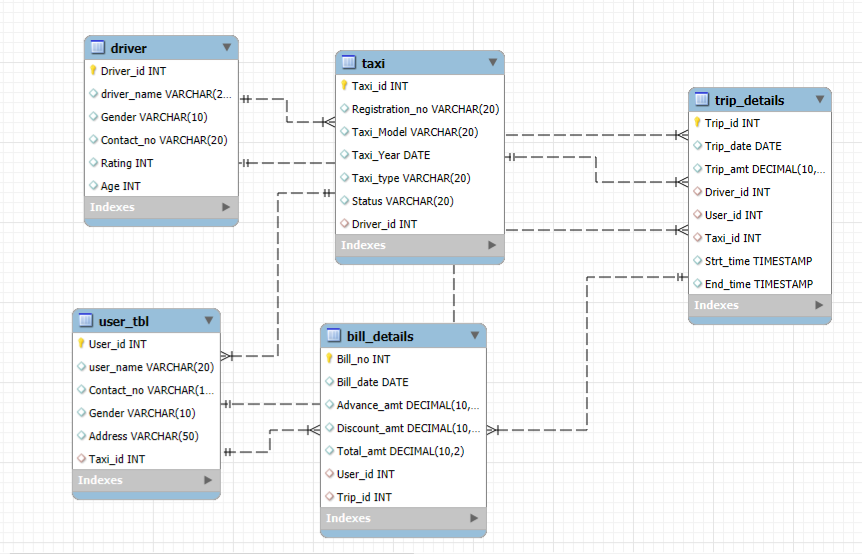 driver
Driver_id INT
driver_name VARCHAR(2...
Gender VARCHAR(10)
Contact_no VARCHAR(20)
Rating INT
Age INT
Indexes
taxi
Taxi_id INT
Registration_no VARCHAR(20)
Taxi_Model VARCHAR(20)
Taxi_Year DATE
Taxi_type VARCHAR(20)
Status VARCHAR(20)
Driver_id INT
Indexes
trip_details
Trip_id INT
Trip_date DATE
Trip_amt DECIMAL(10,...
Driver_id INT
User_id INT
Taxi_id INT
Strt_time TIMESTAMP
End_time TIMESTAMP
Indexes
user_tbl
User_id INT
user_name VARCHAR(20)
Contact_no VARCHAR(1...
Gender VARCHAR(10)
Address VARCHAR(50)
Taxi_id INT
Indexes
bill_details
Bill_no INT
Bill_date DATE
Advance_amt DECIMAL(10,...
Discount_amt DECIMAL(10,...
Total_amt DECIMAL(10,2)
User_id INT
Trip_id INT
Indexes